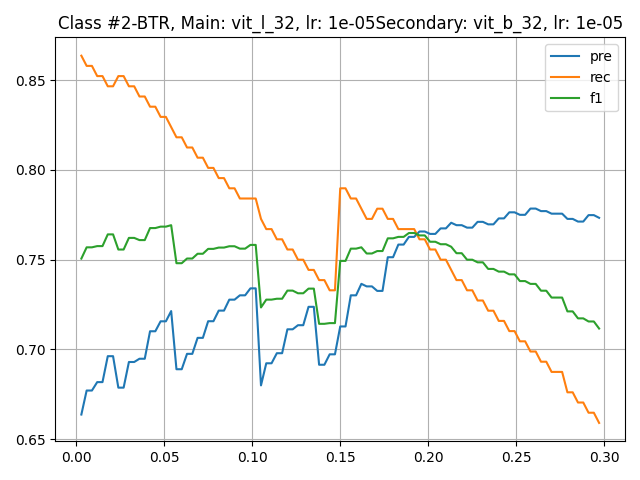 Class #2-BTR, Main: vit_l_32, lr: 1e-05Secondary: vit_b_32, lr: 1e-05
pre
rec
f1
0.85
0.80
0.75
0.70
0.65
0.00 0.05 0.10 0.15 0.20 0.25 0.30